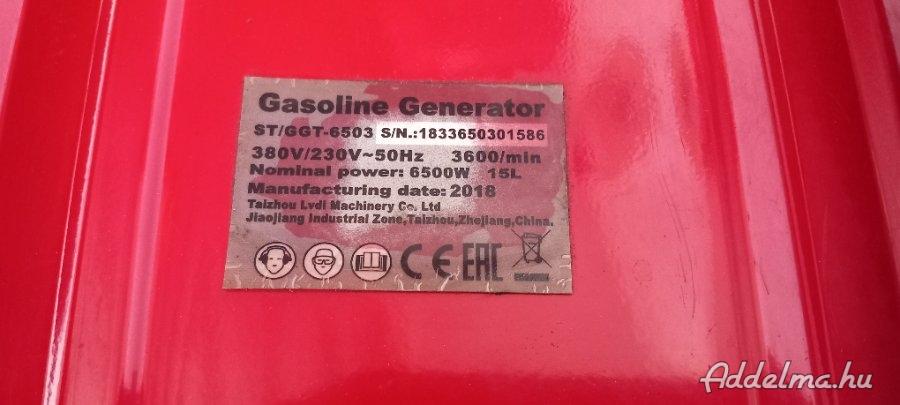 Gasoline Generator
ST/GGT-6503 S/N.:1833650301586
380V/230V~50Hz 3600/min
Nominal power: 6500W 15L
Manufacturing date: 2018
Taizhou Lvdi Machinery Co. Ltd
Jiaojiang Industrial Zone,Taizhou,Zhejiang,China.
CE EAC
Addelma.hu